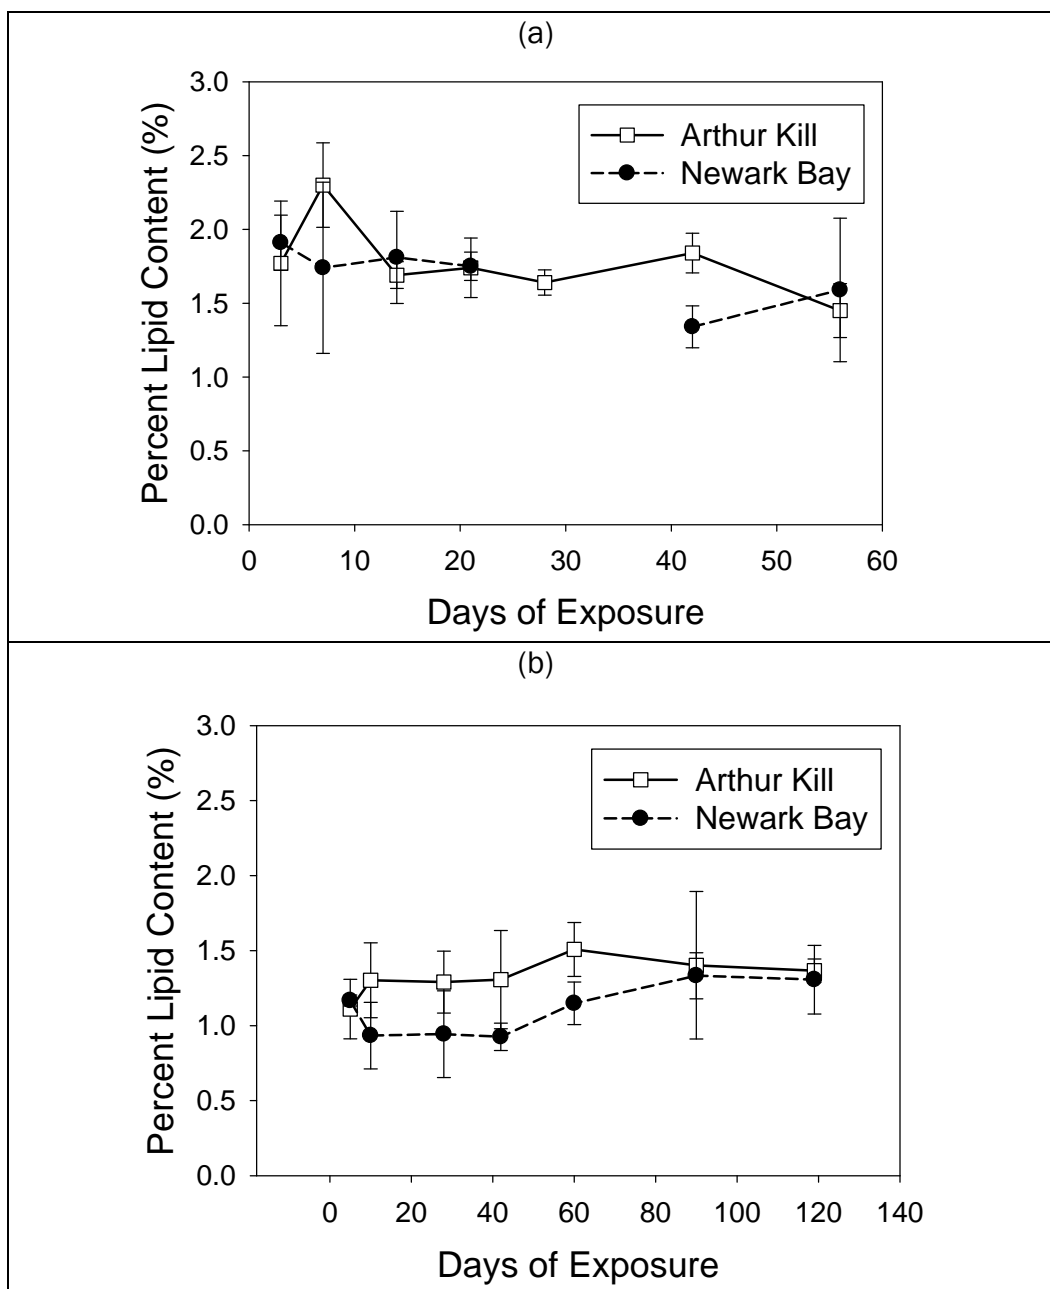 (a)
Percent Lipid Content (%)
3.0
2.5
2.0
1.5
1.0
0.5
0.0
Arthur Kill
Newark Bay
0 10 20 30 40 50 60
Days of Exposure
(b)
Percent Lipid Content (%)
3.0
2.5
2.0
1.5
1.0
0.5
0.0
Arthur Kill
Newark Bay
0 20 40 60 80 100 120 140
Days of Exposure